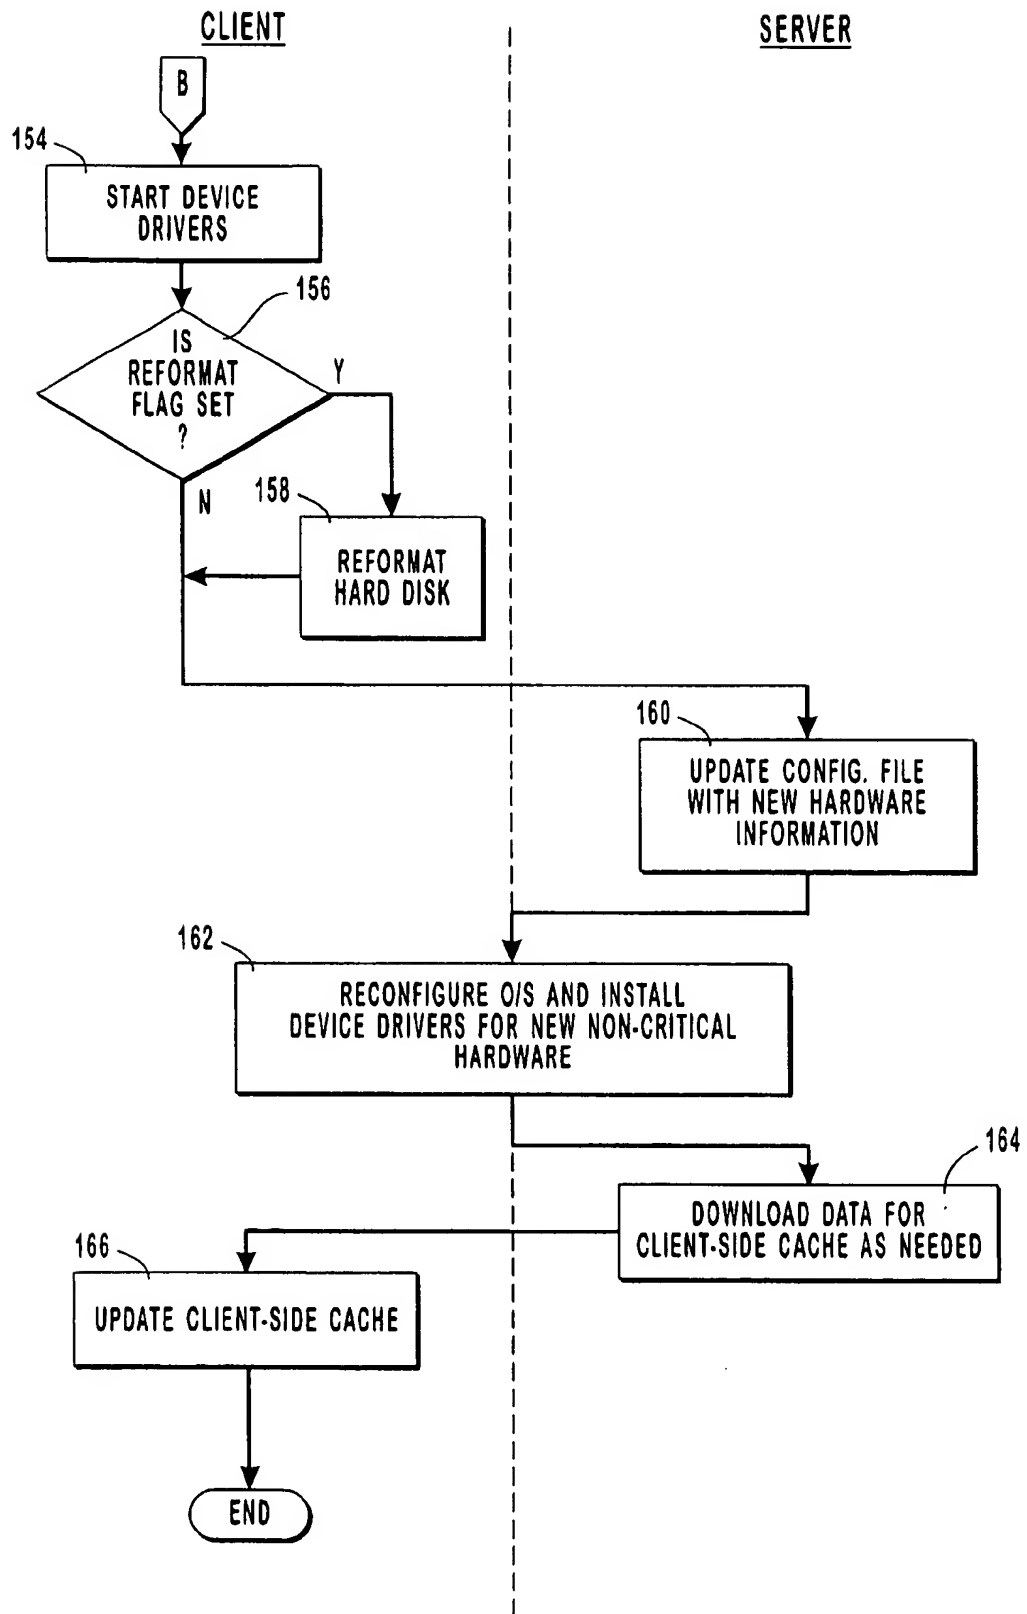 CLIENT
SERVER
B
154
START DEVICE
DRIVERS
156
IS
REFORMAT
FLAG SET
?
Y
N
158
REFORMAT
HARD DISK
160
UPDATE CONFIG. FILE
WITH NEW HARDWARE
INFORMATION
162
RECONFIGURE O/S AND INSTALL
DEVICE DRIVERS FOR NEW NON-CRITICAL
HARDWARE
164
DOWNLOAD DATA FOR
CLIENT-SIDE CACHE AS NEEDED
166
UPDATE CLIENT-SIDE CACHE
END